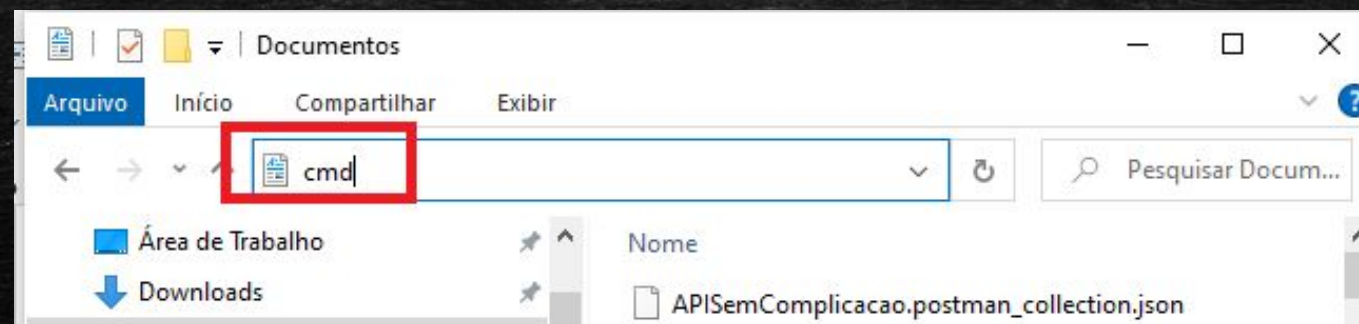 Documentos
Arquivo Início Compartilhar Exibir
cmd Pesquisar Docum...
Área de Trabalho Nome
Downloads APISemComplicacao.postman_collection.json